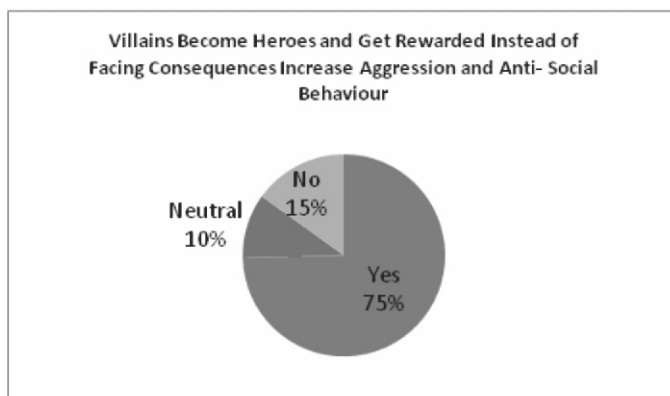 Villains Become Heroes and Get Rewarded Instead of
Facing Consequences Increase Aggression and Anti- Social
Behaviour
No
15%
Neutral
10%
Yes
75%